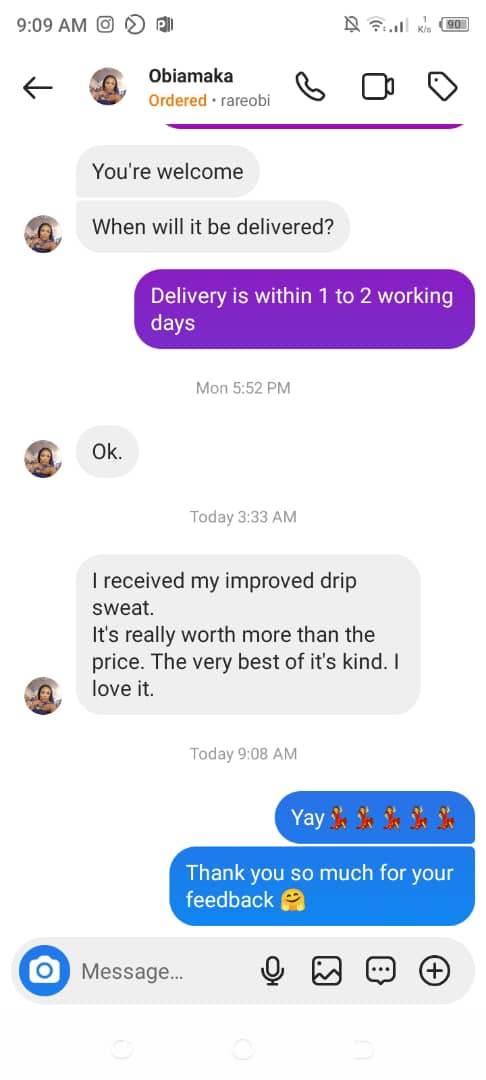 9:09 AM
1
K/s
90
Obiamaka
Ordered • rareobi
You're welcome
When will it be delivered?
Delivery is within 1 to 2 working
days
Mon 5:52 PM
Ok.
Today 3:33 AM
I received my improved drip
sweat.
It's really worth more than the
price. The very best of it's kind. I
love it.
Today 9:08 AM
Yay💃💃💃💃💃
Thank you so much for your
feedback 🤗
Message...